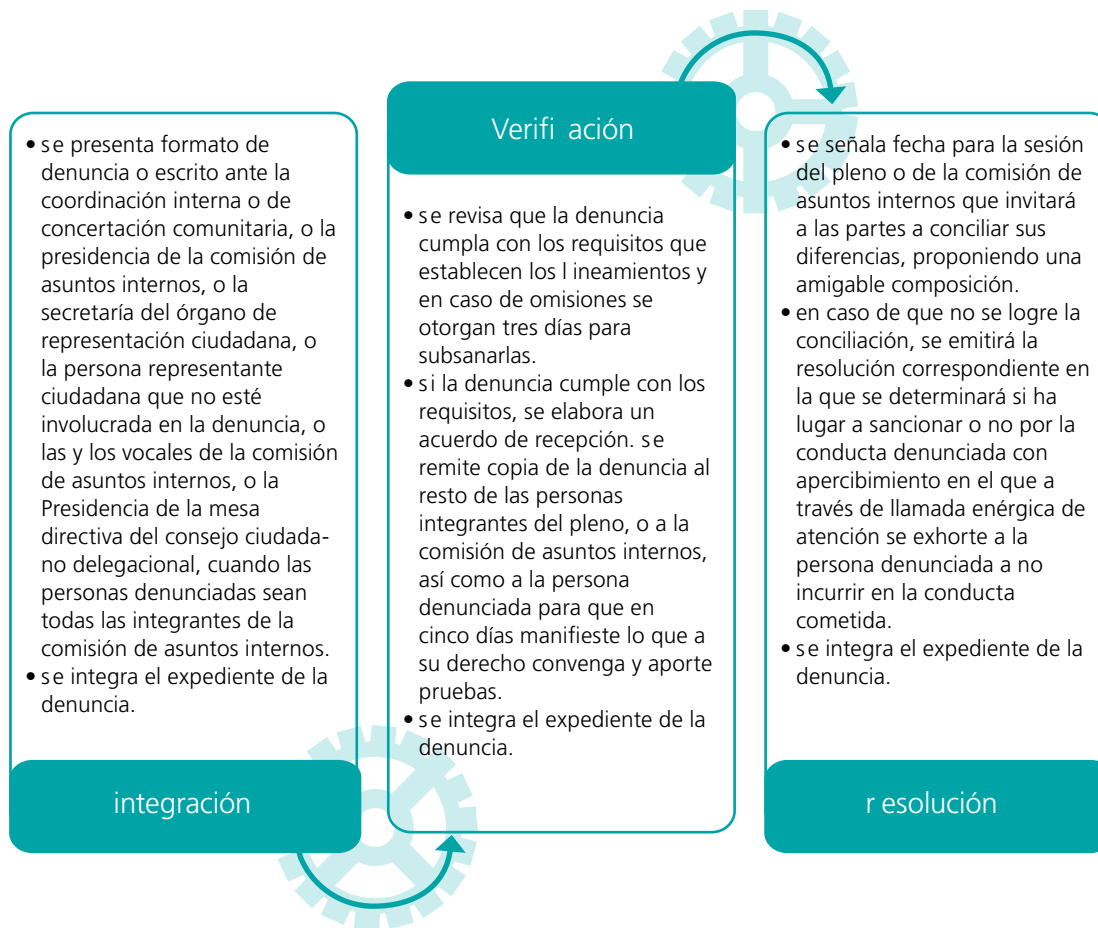 • se presenta formato de
denuncia o escrito ante la
coordinación interna o de
concertación comunitaria, o la
presidencia de la comisión de
asuntos internos, o la
secretaría del órgano de
representación ciudadana, o
la persona representante
ciudadana que no esté
involucrada en la denuncia, o
las y los vocales de la comisión
de asuntos internos, o la
Presidencia de la mesa
directiva del consejo ciudada-
no delegacional, cuando las
personas denunciadas sean
todas las integrantes de la
comisión de asuntos internos.
• se integra el expediente de la
denuncia.
integración
Verifi ación
• se revisa que la denuncia
cumpla con los requisitos que
establecen los l ineamientos y
en caso de omisiones se
otorgan tres días para
subsanarlas.
• si la denuncia cumple con los
requisitos, se elabora un
acuerdo de recepción. se
remite copia de la denuncia al
resto de las personas
integrantes del pleno, o a la
comisión de asuntos internos,
así como a la persona
denunciada para que en
cinco días manifieste lo que a
su derecho convenga y aporte
pruebas.
• se integra el expediente de la
denuncia.
• se señala fecha para la sesión
del pleno o de la comisión de
asuntos internos que invitará
a las partes a conciliar sus
diferencias, proponiendo una
amigable composición.
• en caso de que no se logre la
conciliación, se emitirá la
resolución correspondiente en
la que se determinará si ha
lugar a sancionar o no por la
conducta denunciada con
apercibimiento en el que a
través de llamada enérgica de
atención se exhorte a la
persona denunciada a no
incurrir en la conducta
cometida.
• se integra el expediente de la
denuncia.
r esolución